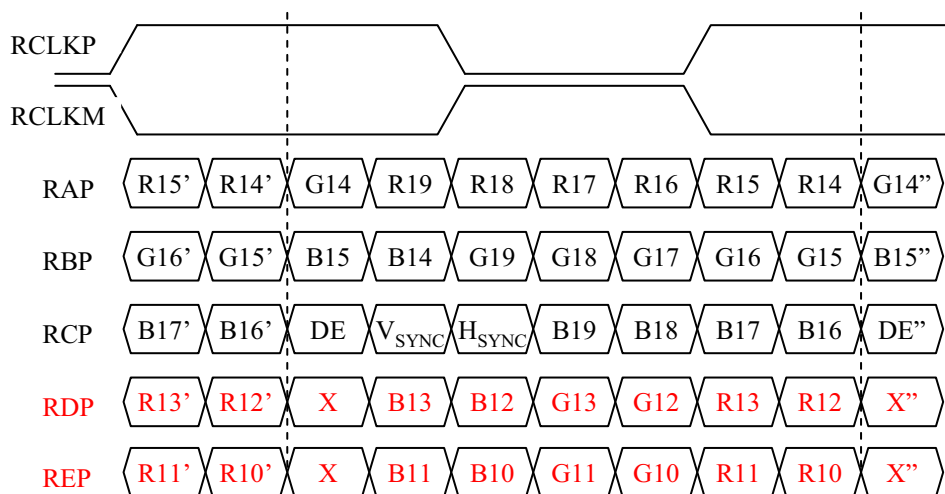 RCLKP
RCLKM
RAP R15’ R14’ G14 R19 R18 R17 R16 R15 R14 G14”
RBP G16’ G15’ B15 B14 G19 G18 G17 G16 G15 B15”
RCP B17’ B16’ DE VSYNC HSYNC B19 B18 B17 B16 DE”
RDP R13’ R12’ X B13 B12 G13 G12 R13 R12 X”
REP R11’ R10’ X B11 B10 G11 G10 R11 R10 X”